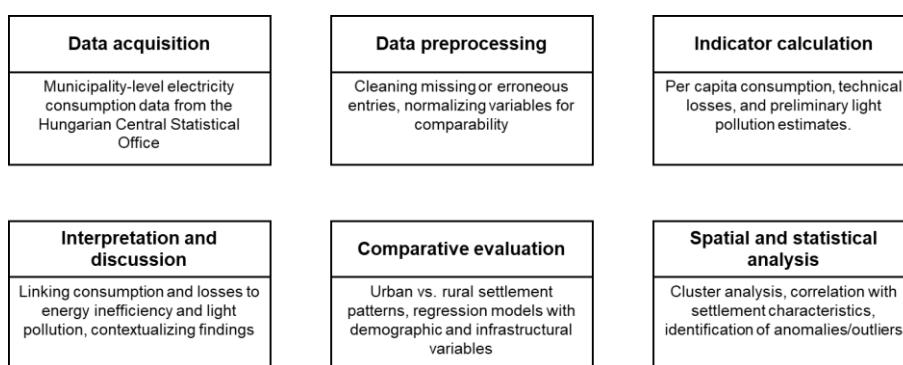 Data acquisition
Municipality-level electricity
consumption data from the
Hungarian Central Statistical
Office
Data preprocessing
Cleaning missing or erroneous
entries, normalizing variables for
comparability
Indicator calculation
Per capita consumption, technical
losses, and preliminary light
pollution estimates.
Interpretation and
discussion
Linking consumption and losses to
energy inefficiency and light
pollution, contextualizing findings
Comparative evaluation
Urban vs. rural settlement
patterns, regression models with
demographic and infrastructural
variables
Spatial and statistical
analysis
Cluster analysis, correlation with
settlement characteristics,
identification of anomalies/outliers